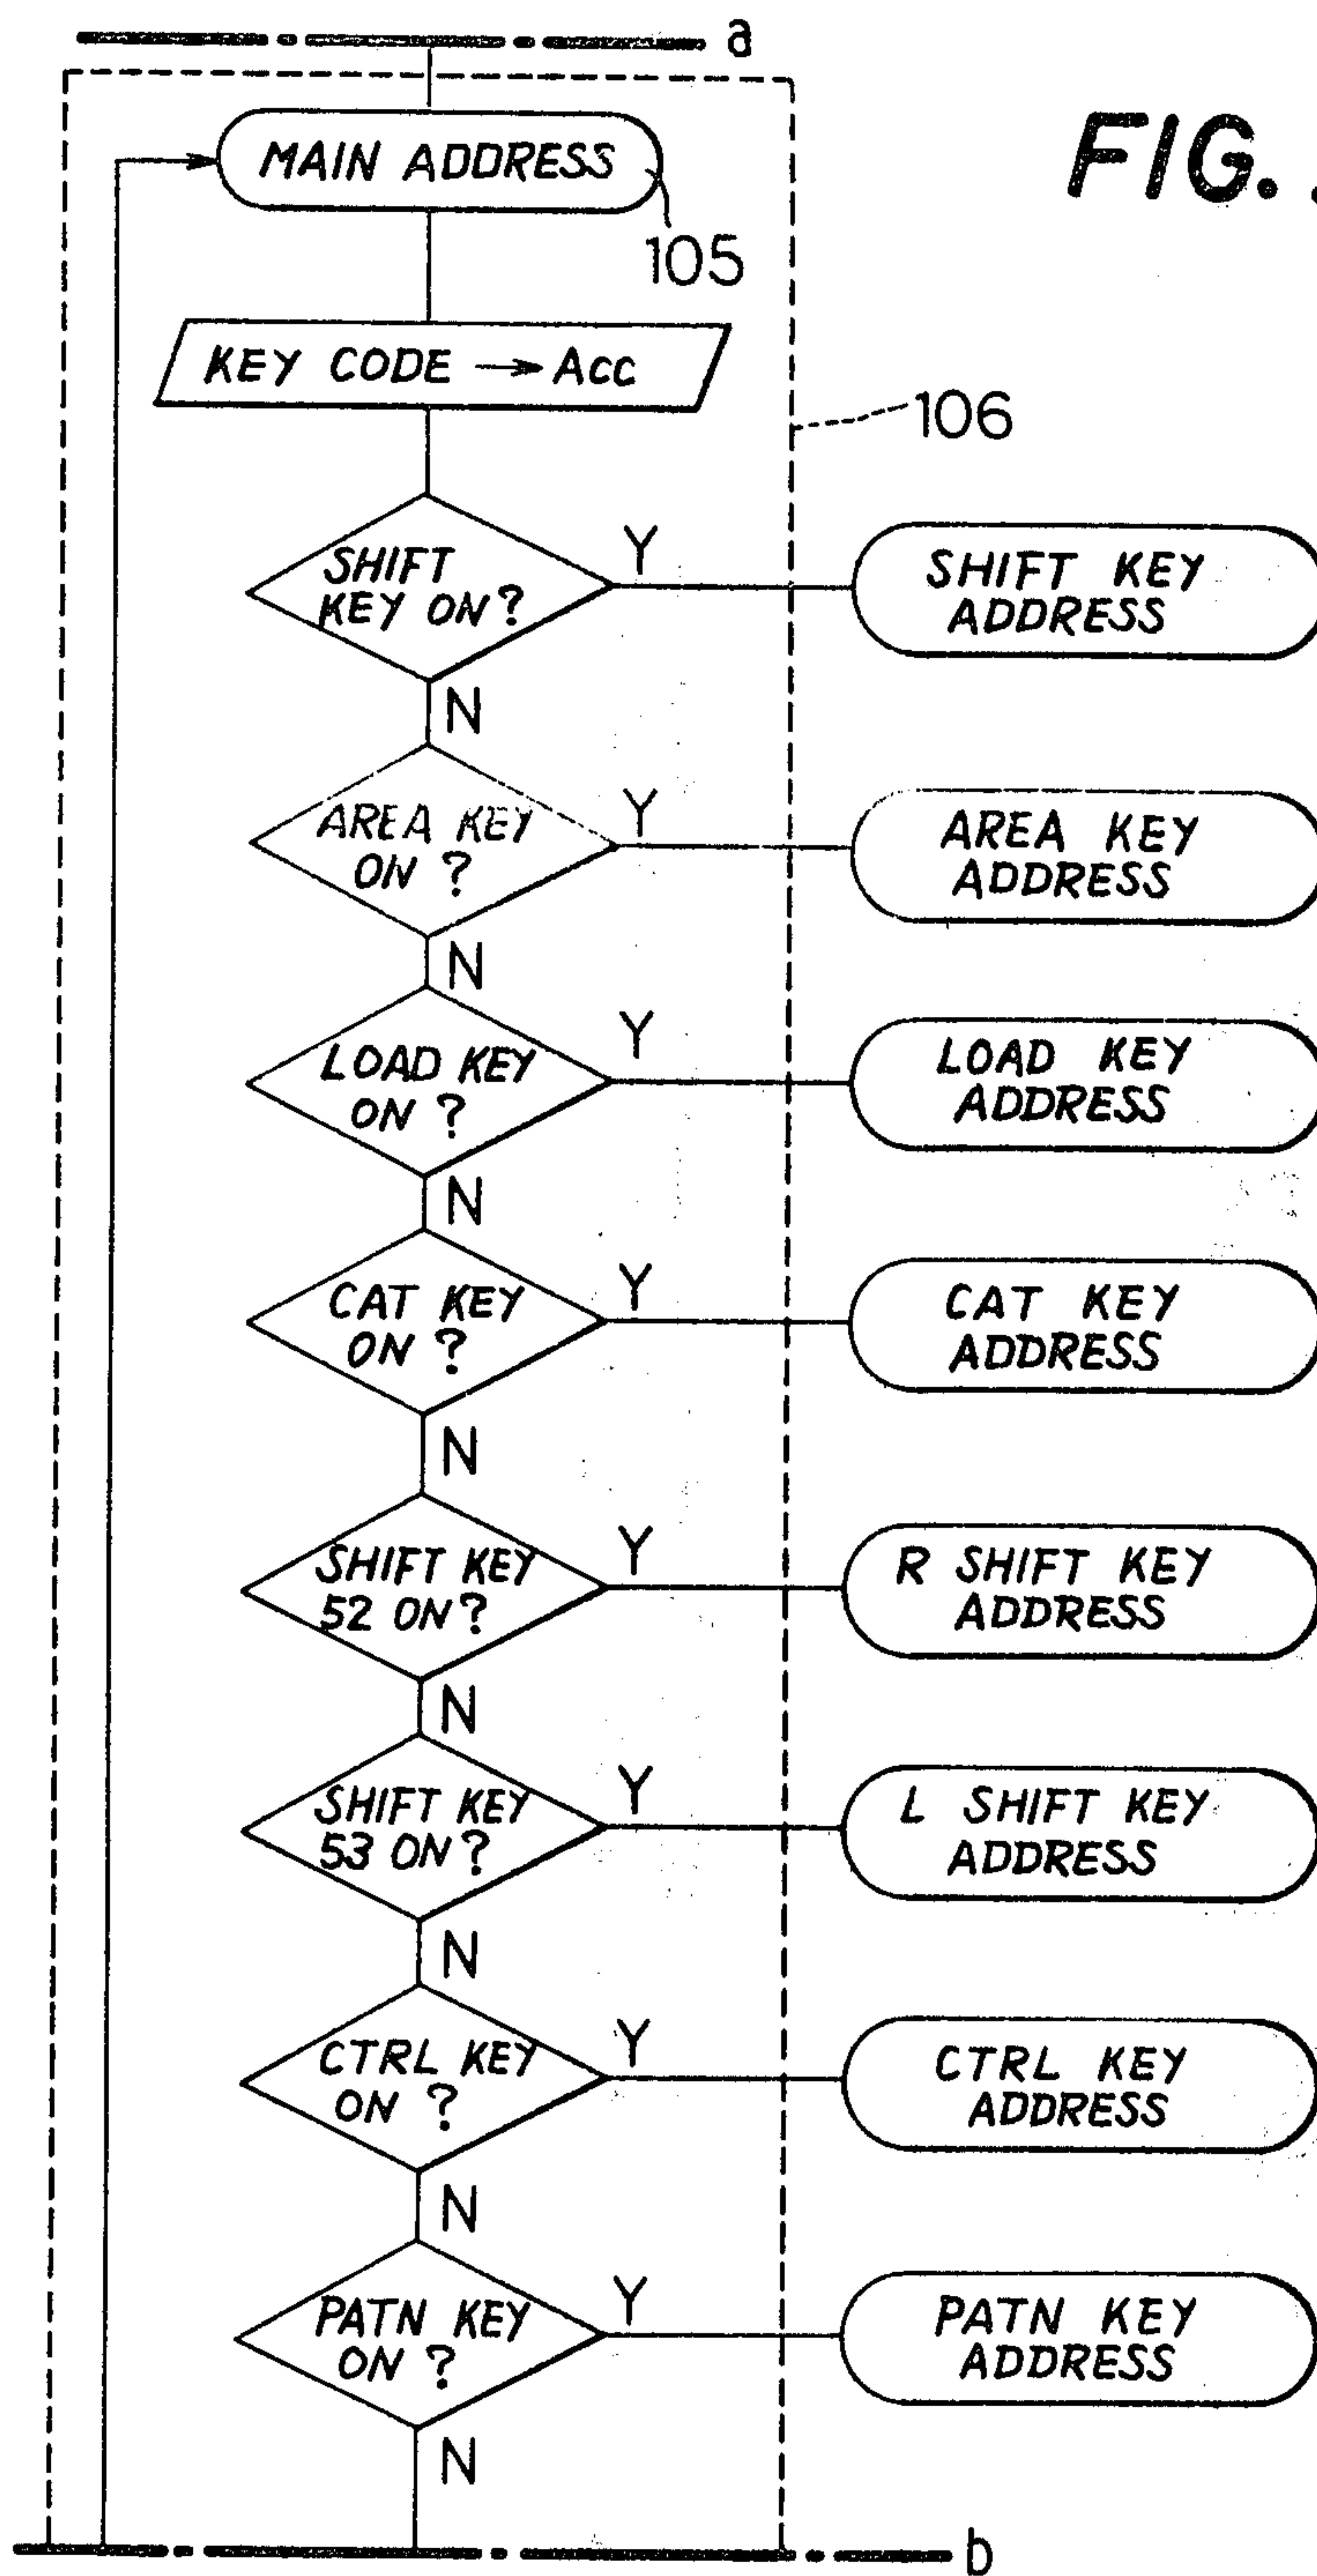 a
FIG.
MAIN ADDRESS
105
KEY CODE → Acc
106
SHIFT
KEY ON?
Y
SHIFT KEY
ADDRESS
N
AREA KEY
ON ?
Y
AREA KEY
ADDRESS
N
LOAD KEY
ON ?
Y
LOAD KEY
ADDRESS
N
CAT KEY
ON ?
Y
CAT KEY
ADDRESS
N
SHIFT KEY
52 ON?
Y
R SHIFT KEY
ADDRESS
N
SHIFT KEY
53 ON?
Y
L SHIFT KEY
ADDRESS
N
CTRL KEY
ON ?
Y
CTRL KEY
ADDRESS
N
PATN KEY
ON ?
Y
PATN KEY
ADDRESS
N
b